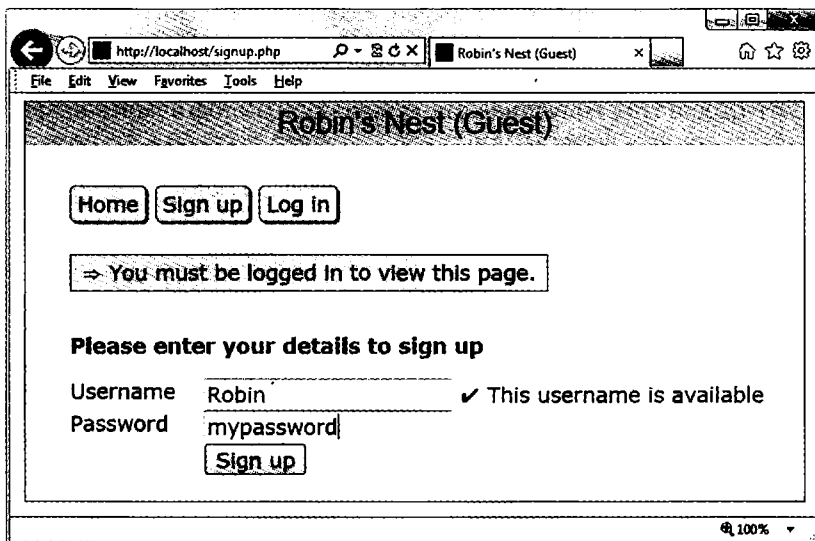 http://localhost/signup.php
Robin's Nest (Guest)
File Edit View Favorites Tools Help
Robin's Nest (Guest)
Home Sign up Log in
⇒ You must be logged in to view this page.
Please enter your details to sign up
Username Robin ✔ This username is available
Password mypassword
Sign up
100%